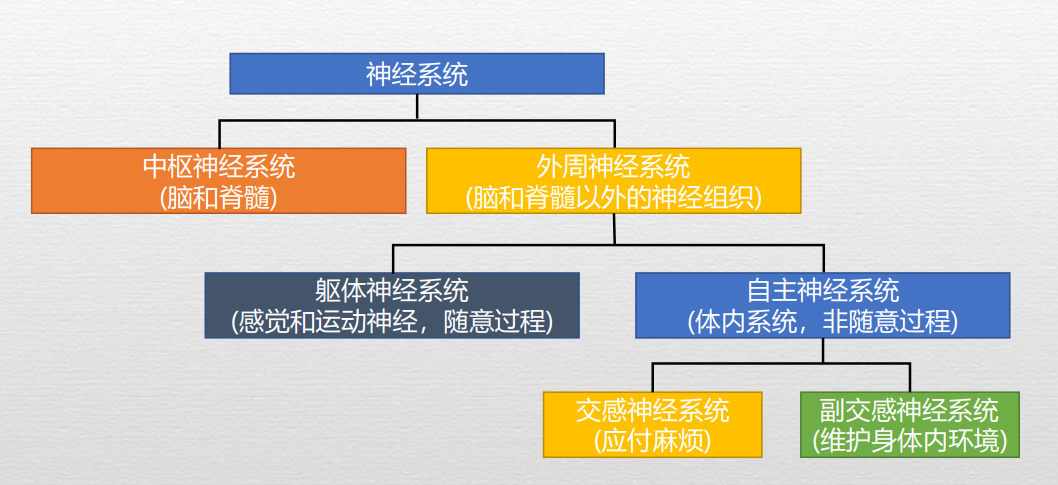 神经系统
中枢神经系统
(脑和脊髓)
外周神经系统
(脑和脊髓以外的神经组织)
躯体神经系统
(感觉和运动神经，随意过程)
自主神经系统
(体内系统，非随意过程)
交感神经系统
(应付麻烦)
副交感神经系统
(维护身体内环境)